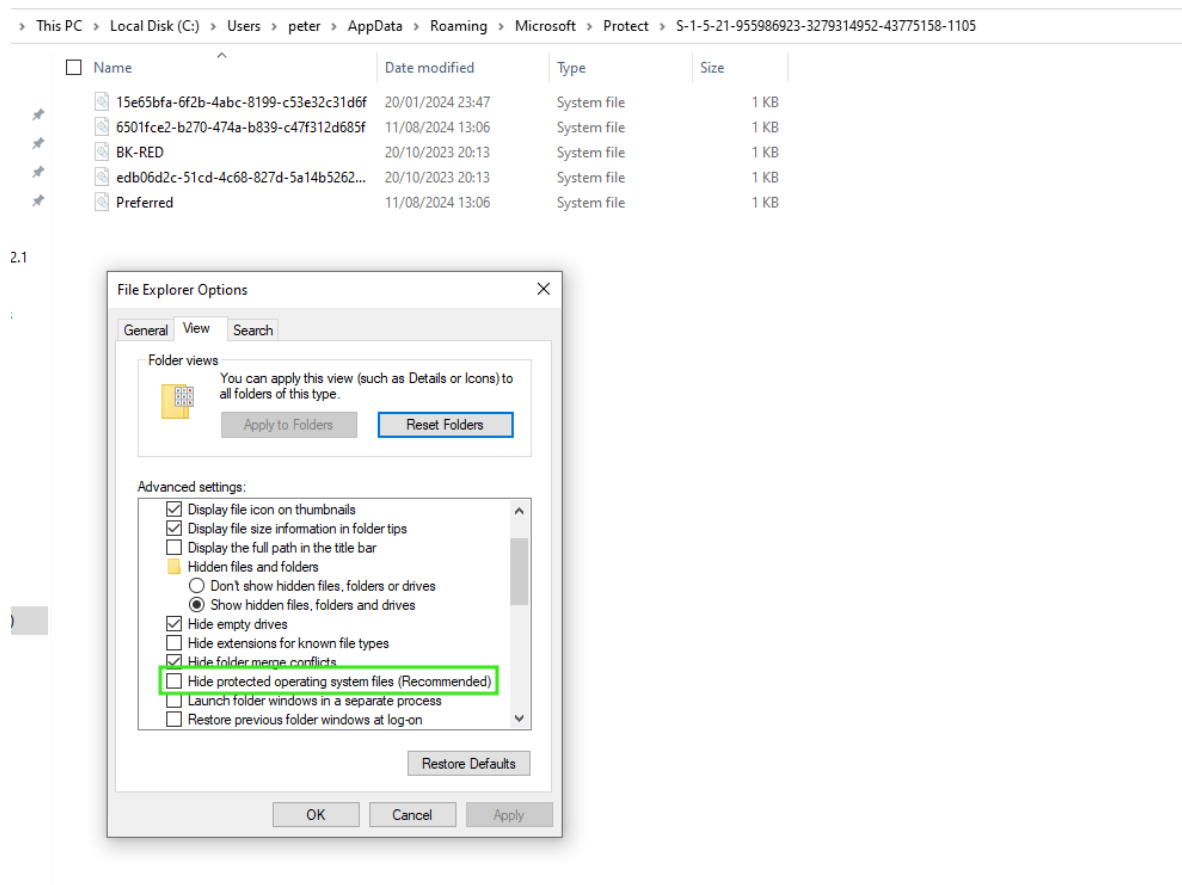 This PC > Local Disk (C:) > Users > peter > AppData > Roaming > Microsoft > Protect > S-1-5-21-955986923-3279314952-43775158-1105
Name Date modified Type Size
15e65bfa-6f2b-4abc-8199-c53e32c31d6f 20/01/2024 23:47 System file 1 KB
6501fce2-b270-474a-b839-c47f312d685f 11/08/2024 13:06 System file 1 KB
BK-RED 20/10/2023 20:13 System file 1 KB
edb06d2c-51cd-4c68-827d-5a14b5262... 20/10/2023 20:13 System file 1 KB
Preferred 11/08/2024 13:06 System file 1 KB
2.1
File Explorer Options
General View Search
Folder views
You can apply this view (such as Details or Icons) to
all folders of this type.
Apply to Folders Reset Folders
Advanced settings:
Display file icon on thumbnails
Display file size information in folder tips
Display the full path in the title bar
Hidden files and folders
Don't show hidden files, folders or drives
Show hidden files, folders and drives
Hide empty drives
Hide extensions for known file types
Hide folder merge conflicts
Hide protected operating system files (Recommended)
Launch folder windows in a separate process
Restore previous folder windows at log-on
Restore Defaults
OK Cancel Apply